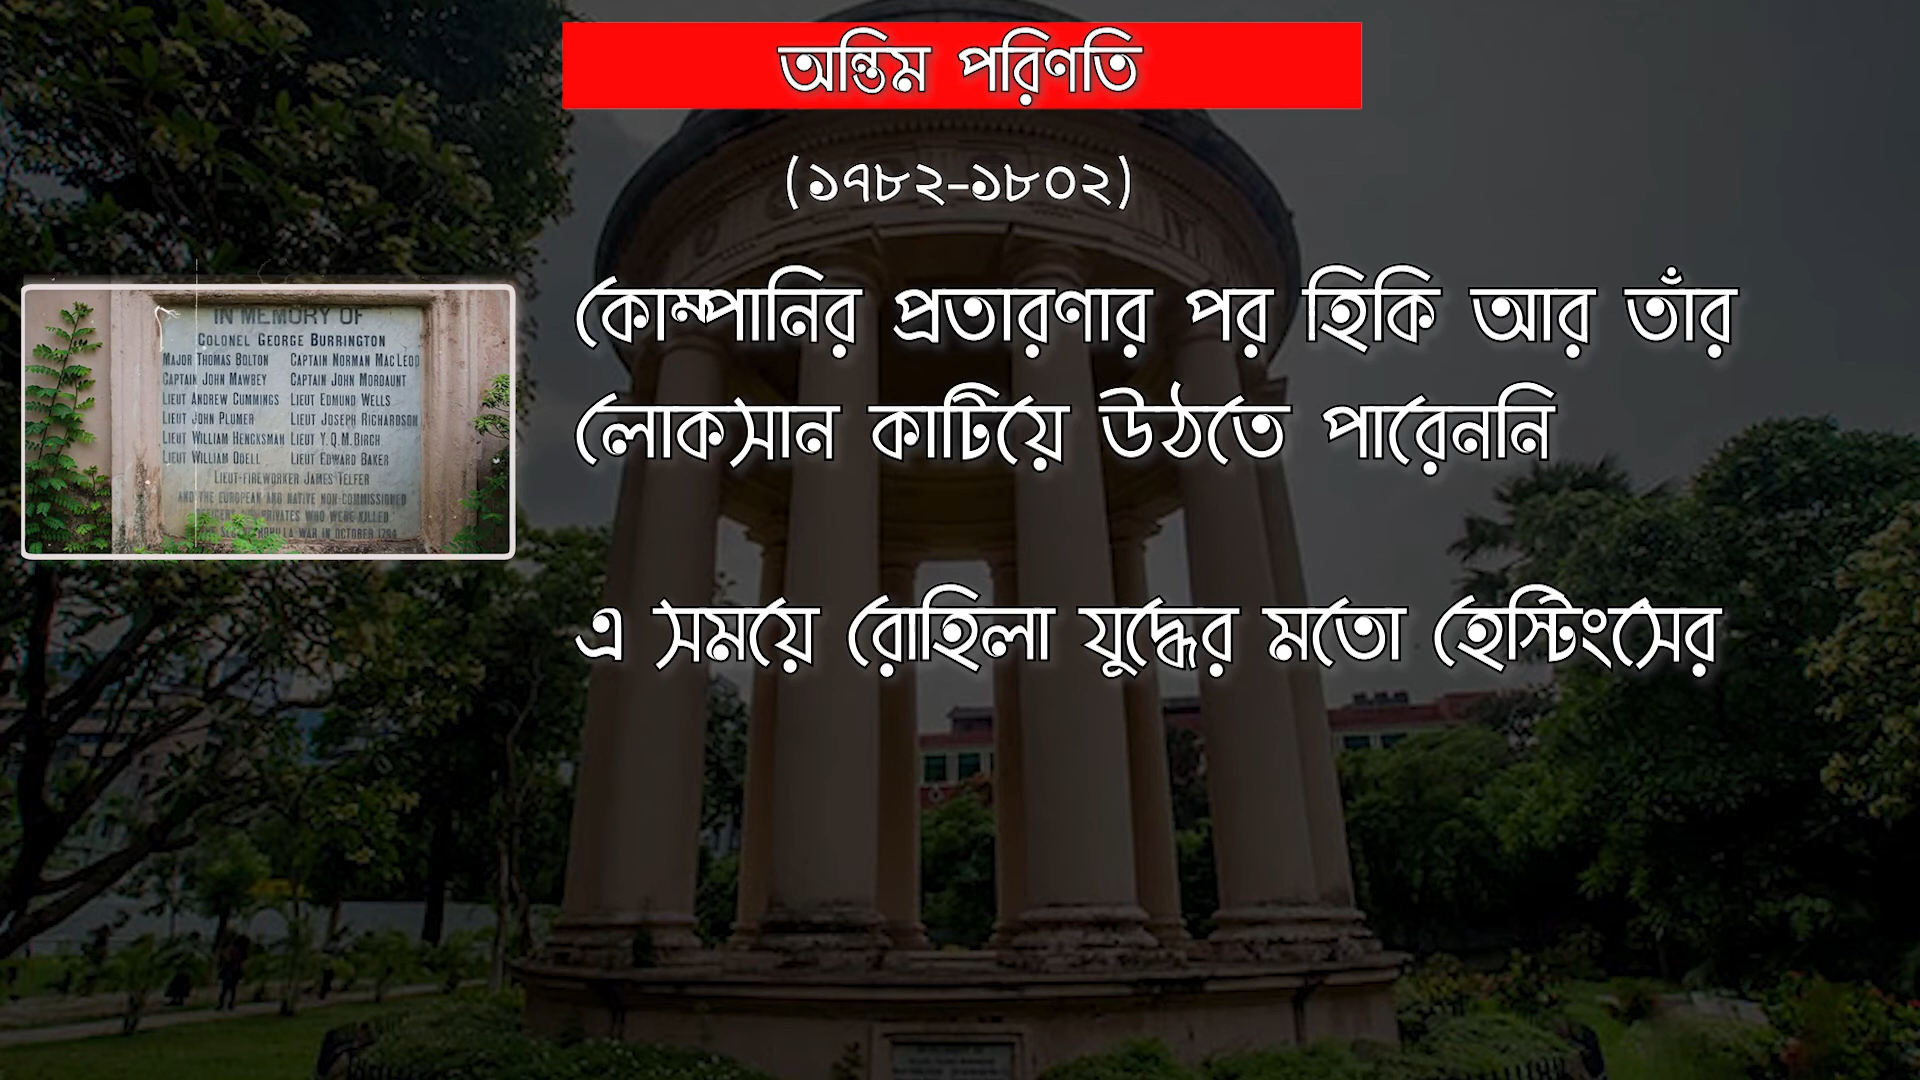 অন্তিম পরিণতি
(১৭৮২-১৮০২)
কোম্পানির প্রতারণার পর হিকি আর তাঁর
লোকসান কাটিয়ে উঠতে পারেননি
এ সময়ে রোহিলা যুদ্ধের মতো হেস্টিংসের
IN MEMORY OF
COLONEL GEORGE BURRINGTON
MAJOR THOMAS BOLTON CAPTAIN NORMAN MACLEOD
CAPTAIN JOHN MAWBEY CAPTAIN JOHN MORDAUNT
LIEUT ANDREW CUMMINGS LIEUT EDMUND WELLS
LIEUT JOHN PLUMER LIEUT JOSEPH RICHARDSON
LIEUT WILLIAM HENCKSMAN LIEUT Y.Q.M.BIRCH
LIEUT WILLIAM ODELL LIEUT EDWARD BAKER
LIEUT-FIREWORKER JAMES TELFER
AND THE EUROPEAN AND NATIVE NON-COMMISSIONED
PRIVATES WHO WERE KILLED
WAR IN OCTOBER 1794